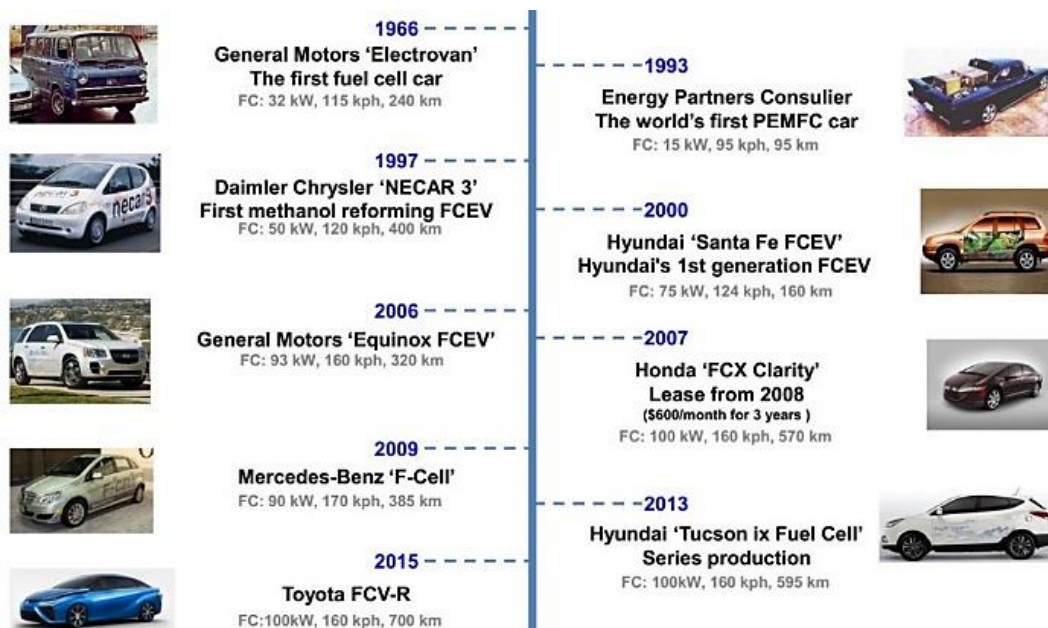 1966
General Motors ‘Electrovan’
The first fuel cell car
FC: 32 kW, 115 kph, 240 km
1993
Energy Partners Consulier
The world’s first PEMFC car
FC: 15 kW, 95 kph, 95 km
1997
Daimler Chrysler ‘NECAR 3’
First methanol reforming FCEV
FC: 50 kW, 120 kph, 400 km
necar 3
2000
Hyundai ‘Santa Fe FCEV’
Hyundai's 1st generation FCEV
FC: 75 kW, 124 kph, 160 km
2006
General Motors ‘Equinox FCEV’
FC: 93 kW, 160 kph, 320 km
2007
Honda ‘FCX Clarity’
Lease from 2008
($600/month for 3 years )
FC: 100 kW, 160 kph, 570 km
2009
Mercedes-Benz ‘F-Cell’
FC: 90 kW, 170 kph, 385 km
F-Cell
2013
Hyundai ‘Tucson ix Fuel Cell’
Series production
FC: 100kW, 160 kph, 595 km
2015
Toyota FCV-R
FC:100kW, 160 kph, 700 km